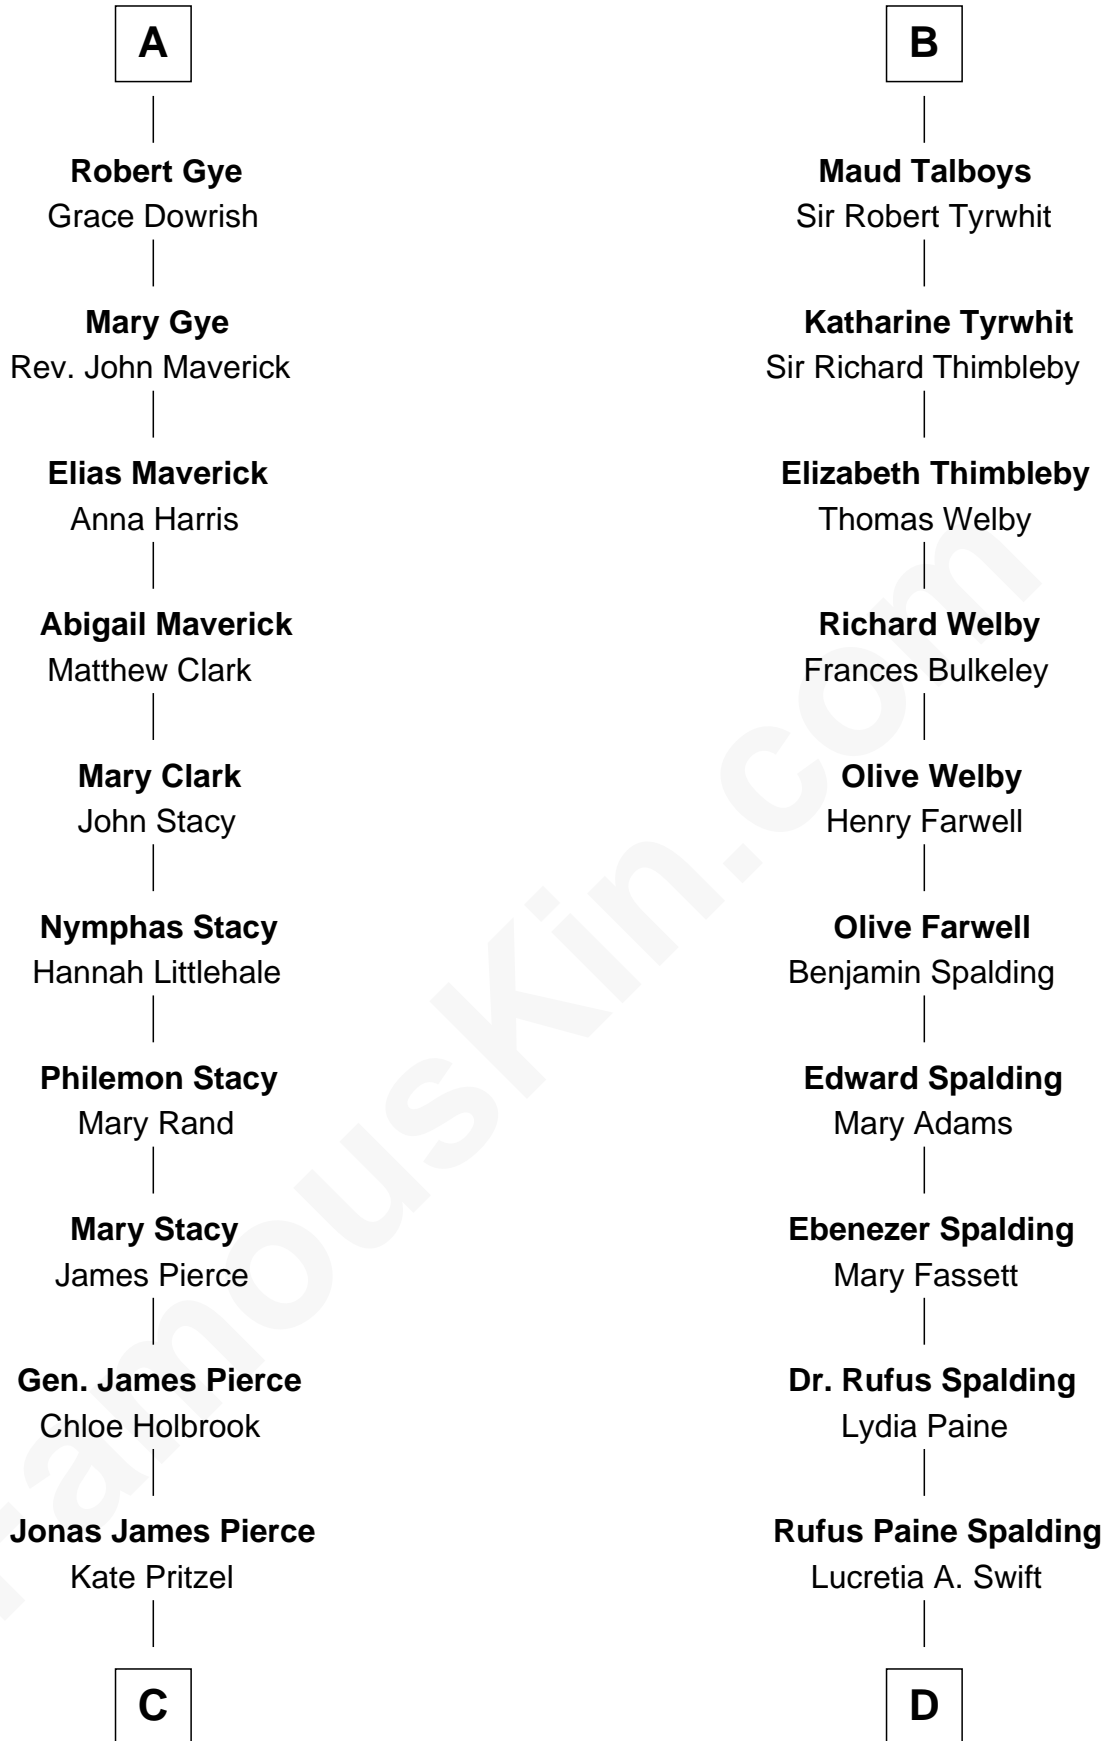 A
Robert Gye
Grace Dowrish
Mary Gye
Rev. John Maverick
Elias Maverick
Anna Harris
Abigail Maverick
Matthew Clark
Mary Clark
John Stacy
Nymphas Stacy
Hannah Littlehale
Philemon Stacy
Mary Rand
Mary Stacy
James Pierce
Gen. James Pierce
Chloe Holbrook
Jonas James Pierce
Kate Pritzel
C
B
Maud Talboys
Sir Robert Tyrwhit
Katharine Tyrwhit
Sir Richard Thimbleby
Elizabeth Thimbleby
Thomas Welby
Richard Welby
Frances Bulkeley
Olive Welby
Henry Farwell
Olive Farwell
Benjamin Spalding
Edward Spalding
Mary Adams
Ebenezer Spalding
Mary Fassett
Dr. Rufus Spalding
Lydia Paine
Rufus Paine Spalding
Lucretia A. Swift
D
FamousKin.com